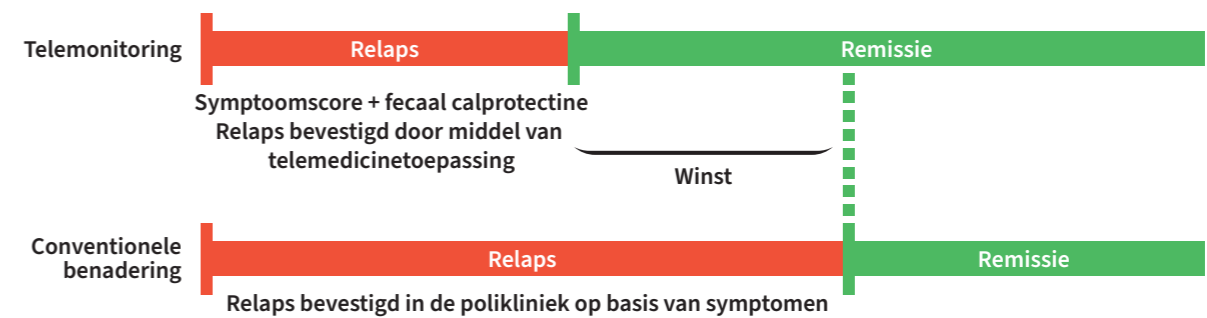 Telemonitoring
Relaps
Remissie
Symptoomscore + fecaal calprotectine
Relaps bevestigd door middel van
telemedicinetoepassing
Winst
Conventionele
benadering
Relaps
Remissie
Relaps bevestigd in de polikliniek op basis van symptomen